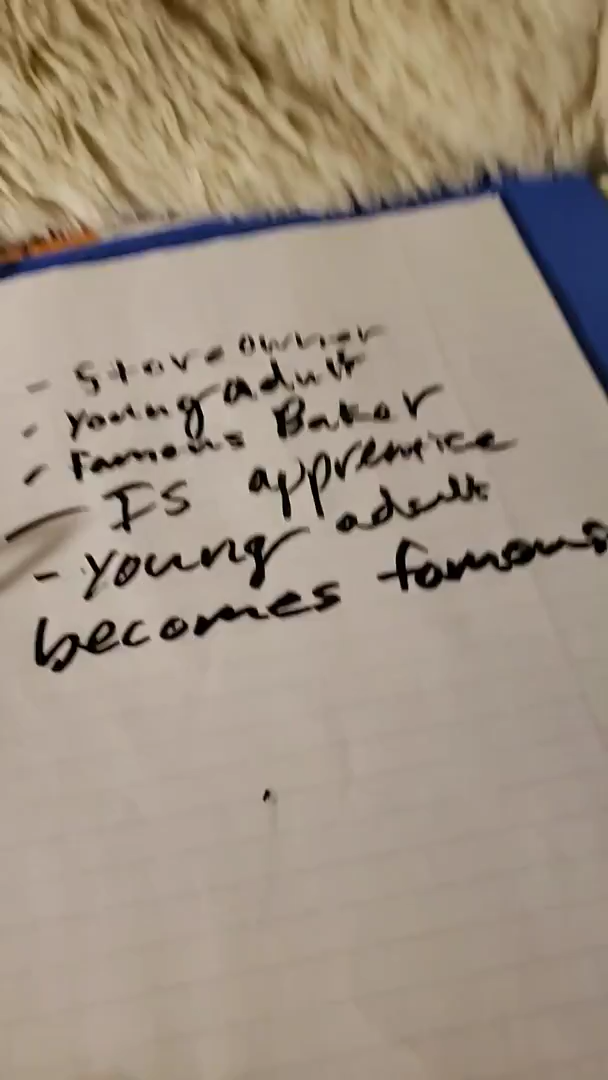 - Store owner
- Young adult
- Famous Baker
- Is apprentice
- Young adult
becomes famous